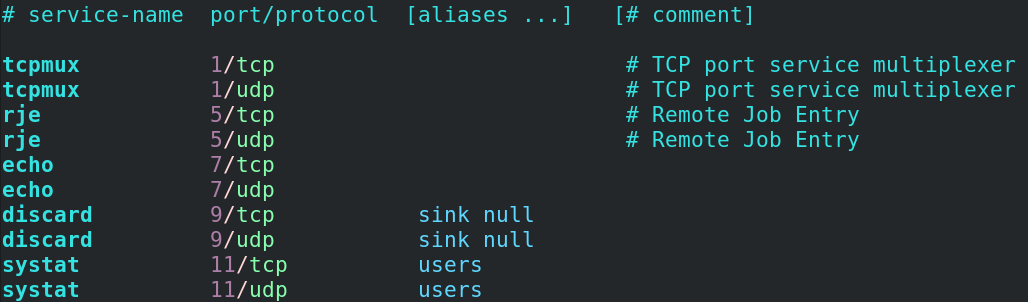 # service-name  port/protocol  [aliases ...]   [# comment]
tcpmux          1/tcp                           # TCP port service multiplexer
tcpmux          1/udp                           # TCP port service multiplexer
rje             5/tcp                           # Remote Job Entry
rje             5/udp                           # Remote Job Entry
echo            7/tcp
echo            7/udp
discard         9/tcp           sink null
discard         9/udp           sink null
systat          11/tcp          users
systat          11/udp          users